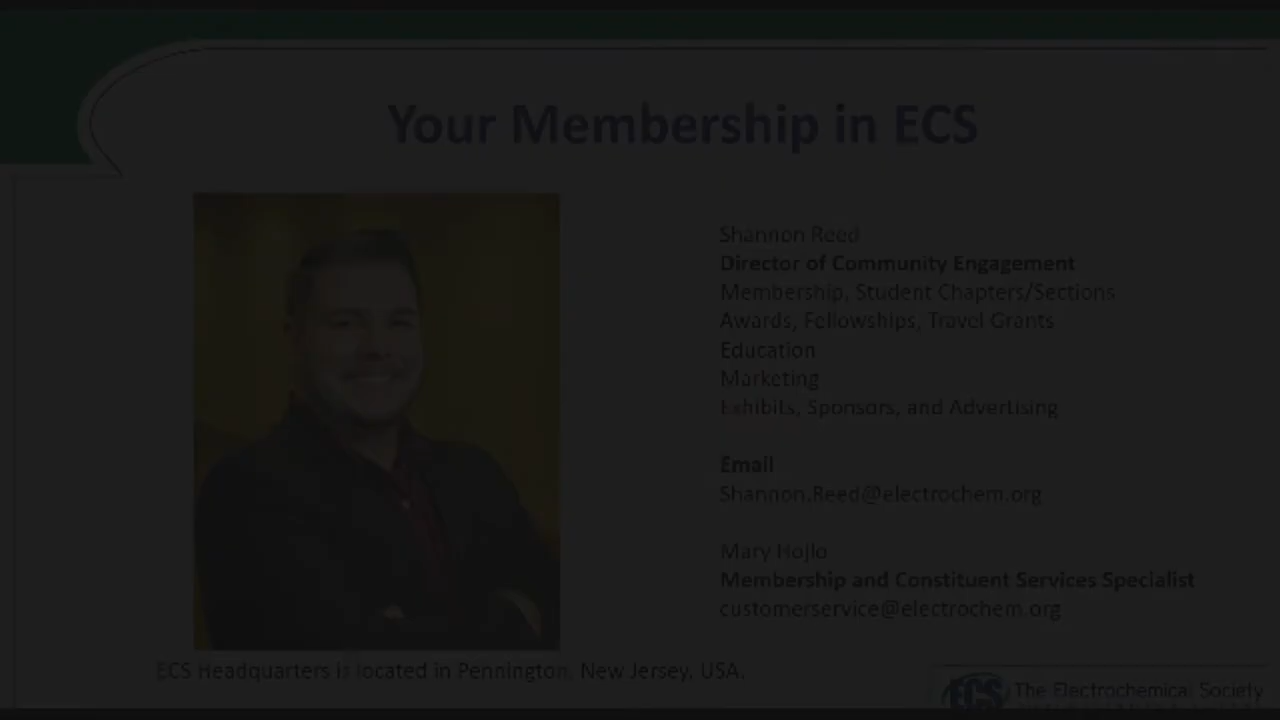 Your Membership in ECS
Shannon Reed
Director of Community Engagement
Membership, Student Chapters/Sections
Awards, Fellowships, Travel Grants
Education
Marketing
Exhibits, Sponsors, and Advertising
Email
Shannon.Reed@electrochem.org
Mary Hojlo
Membership and Constituent Services Specialist
customerservice@electrochem.org
ECS Headquarters is located in Pennington, New Jersey, USA.
ECS The Electrochemical Society